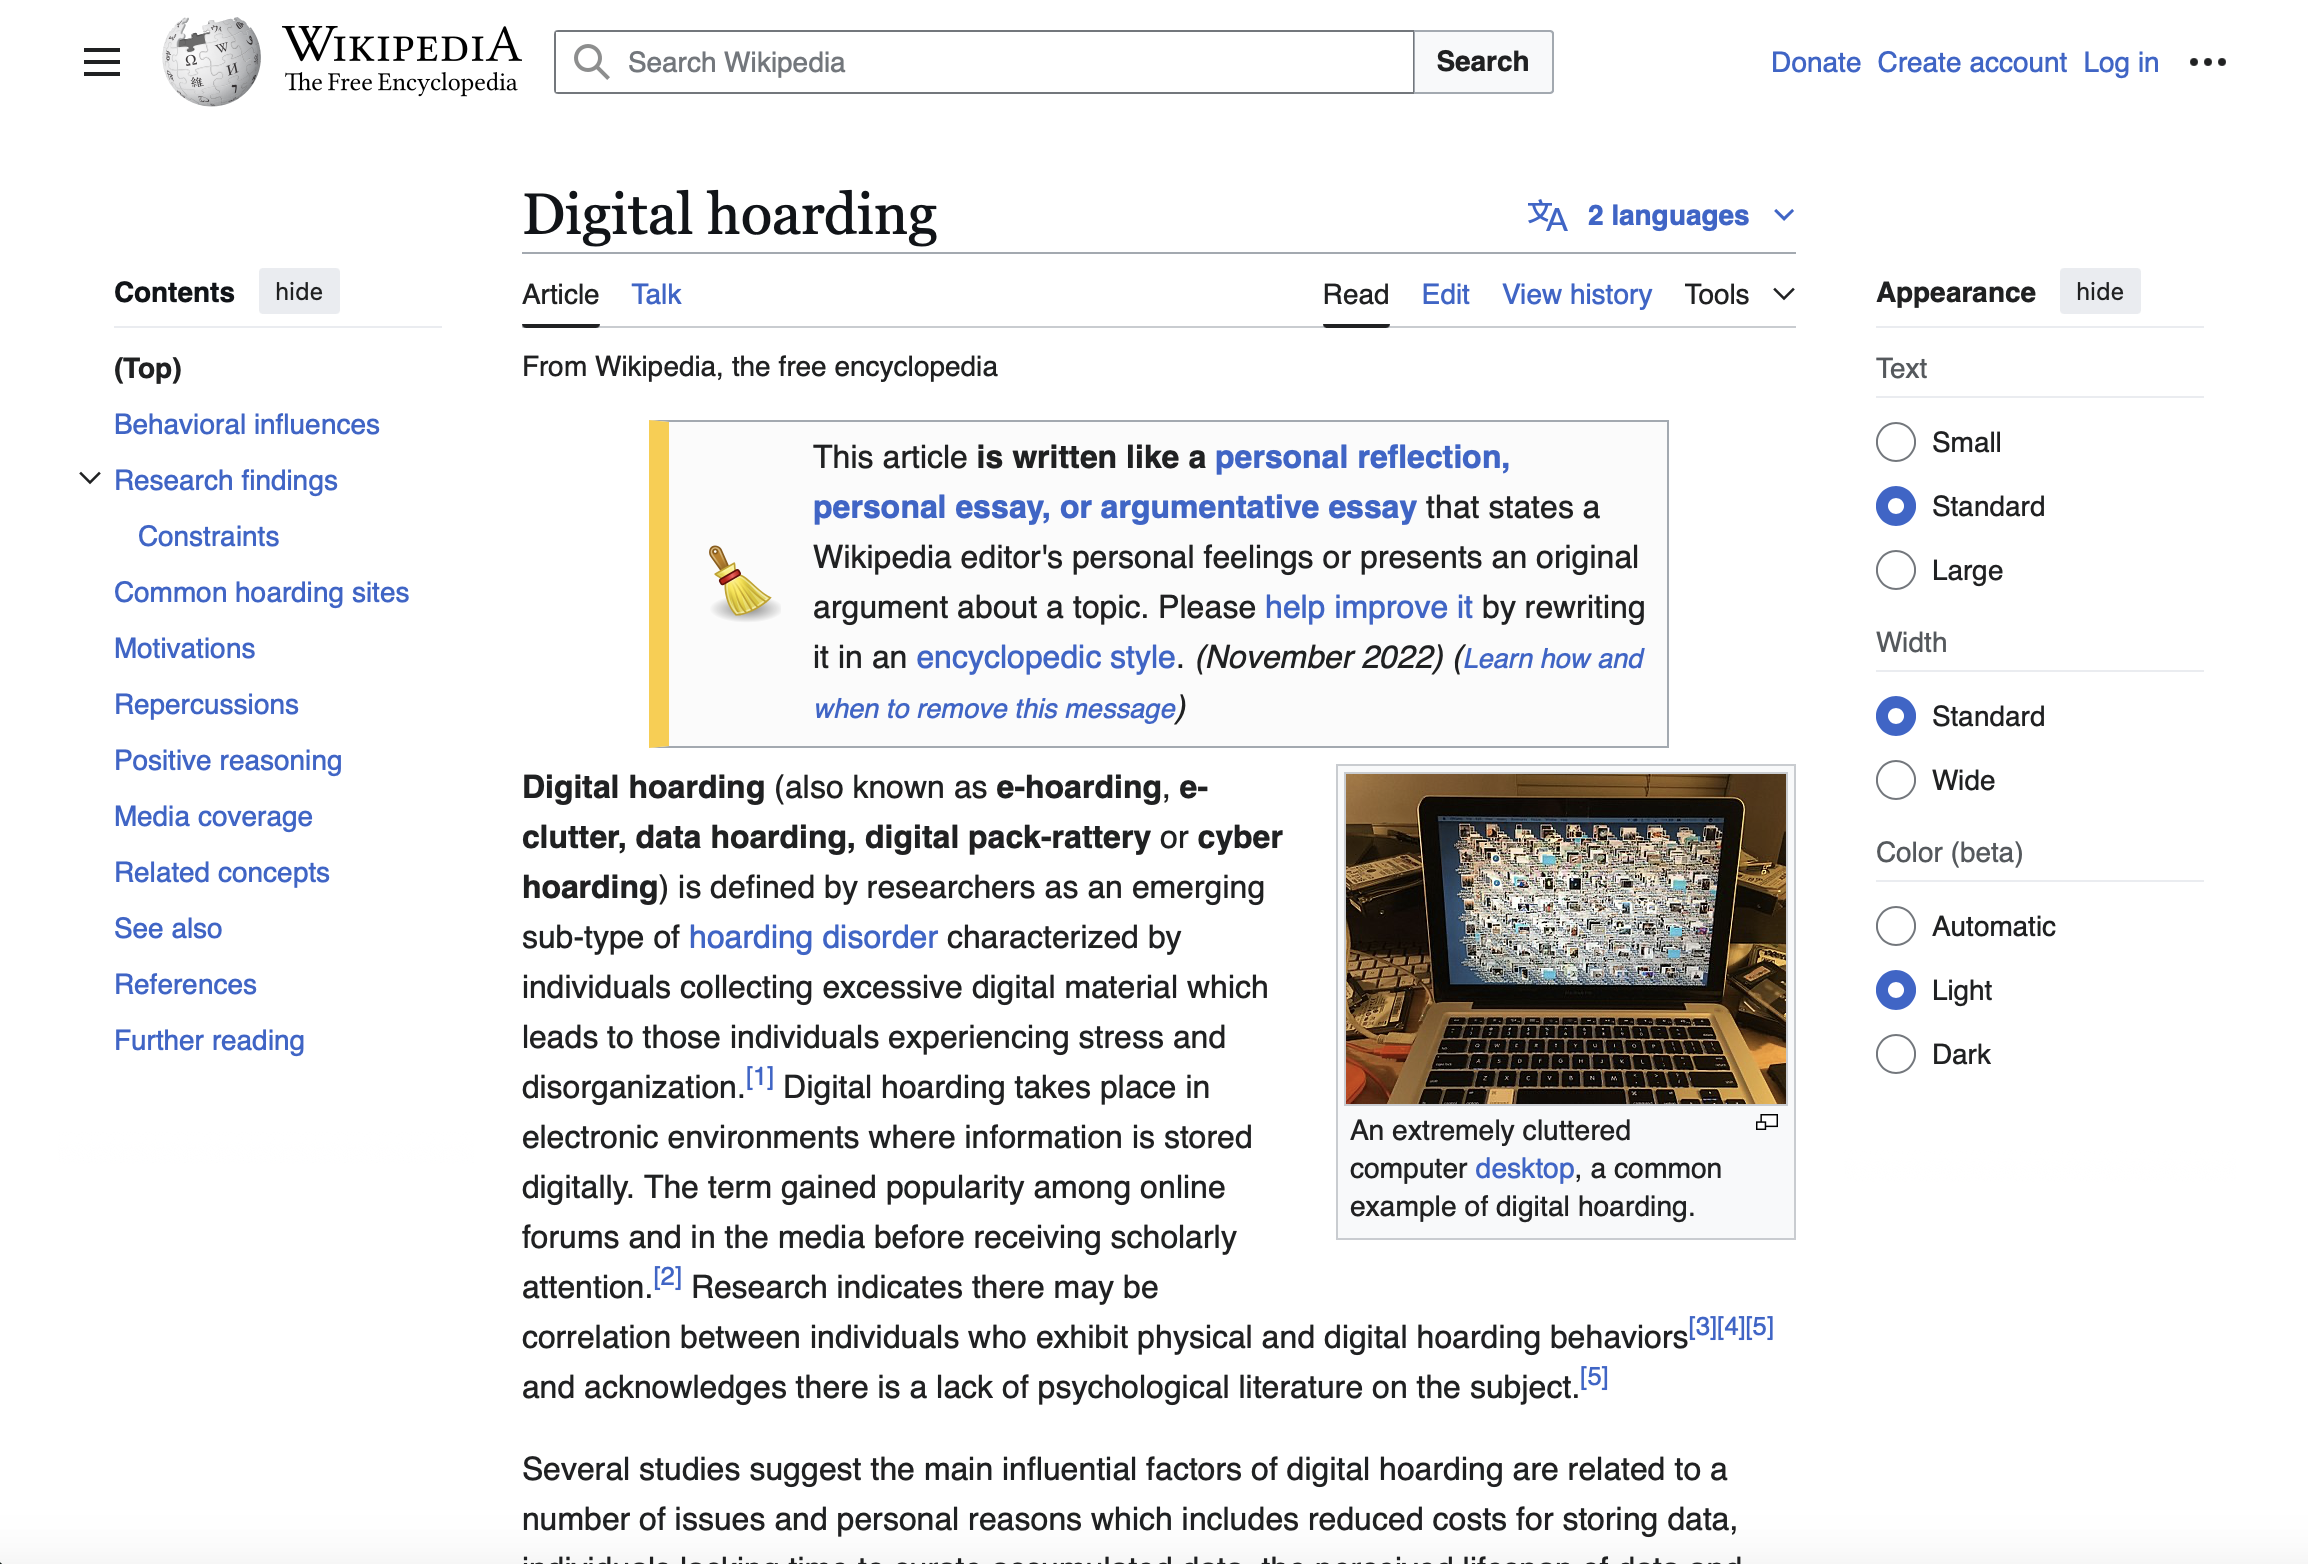 WIKIPEDIA
The Free Encyclopedia
Search Wikipedia
Search
Donate Create account Log in
Digital hoarding
2 languages
Contents hide
(Top)
Behavioral influences
Research findings
Constraints
Common hoarding sites
Motivations
Repercussions
Positive reasoning
Media coverage
Related concepts
See also
References
Further reading
Article Talk
Read Edit View history Tools
From Wikipedia, the free encyclopedia
This article is written like a personal reflection,
personal essay, or argumentative essay that states a
Wikipedia editor's personal feelings or presents an original
argument about a topic. Please help improve it by rewriting
it in an encyclopedic style. (November 2022) (Learn how and
when to remove this message)
Digital hoarding (also known as e-hoarding, e-
clutter, data hoarding, digital pack-rattery or cyber
hoarding) is defined by researchers as an emerging
sub-type of hoarding disorder characterized by
individuals collecting excessive digital material which
leads to those individuals experiencing stress and
disorganization.[1] Digital hoarding takes place in
electronic environments where information is stored
digitally. The term gained popularity among online
forums and in the media before receiving scholarly
attention.[2] Research indicates there may be
correlation between individuals who exhibit physical and digital hoarding behaviors[3][4][5]
and acknowledges there is a lack of psychological literature on the subject.[5]
An extremely cluttered
computer desktop, a common
example of digital hoarding.
Several studies suggest the main influential factors of digital hoarding are related to a
number of issues and personal reasons which includes reduced costs for storing data,
Appearance hide
Text
Small
Standard
Large
Width
Standard
Wide
Color (beta)
Automatic
Light
Dark